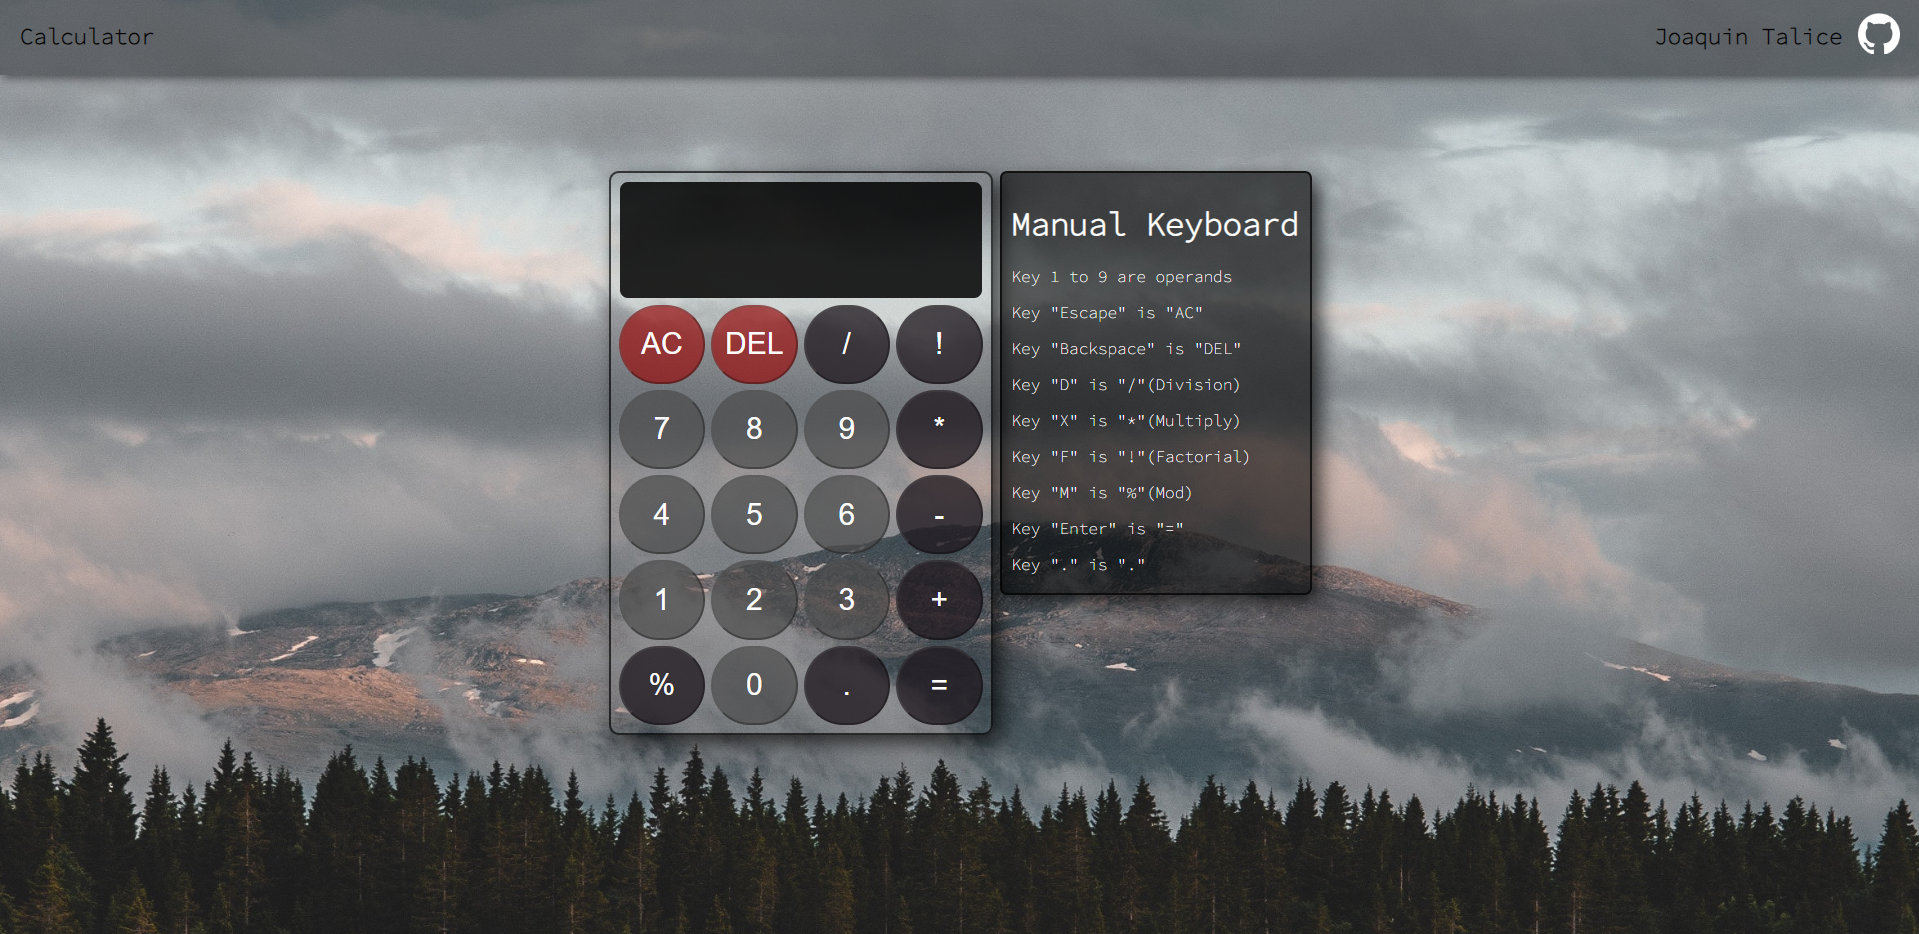 Calculator
Joaquin Talice
AC DEL / !
7 8 9 *
4 5 6 -
1 2 3 +
% 0 . =
Manual Keyboard
Key 1 to 9 are operands
Key "Escape" is "AC"
Key "Backspace" is "DEL"
Key "D" is "/"(Division)
Key "X" is "*"(Multiply)
Key "F" is "!"(Factorial)
Key "M" is "%"(Mod)
Key "Enter" is "="
Key "." is "."